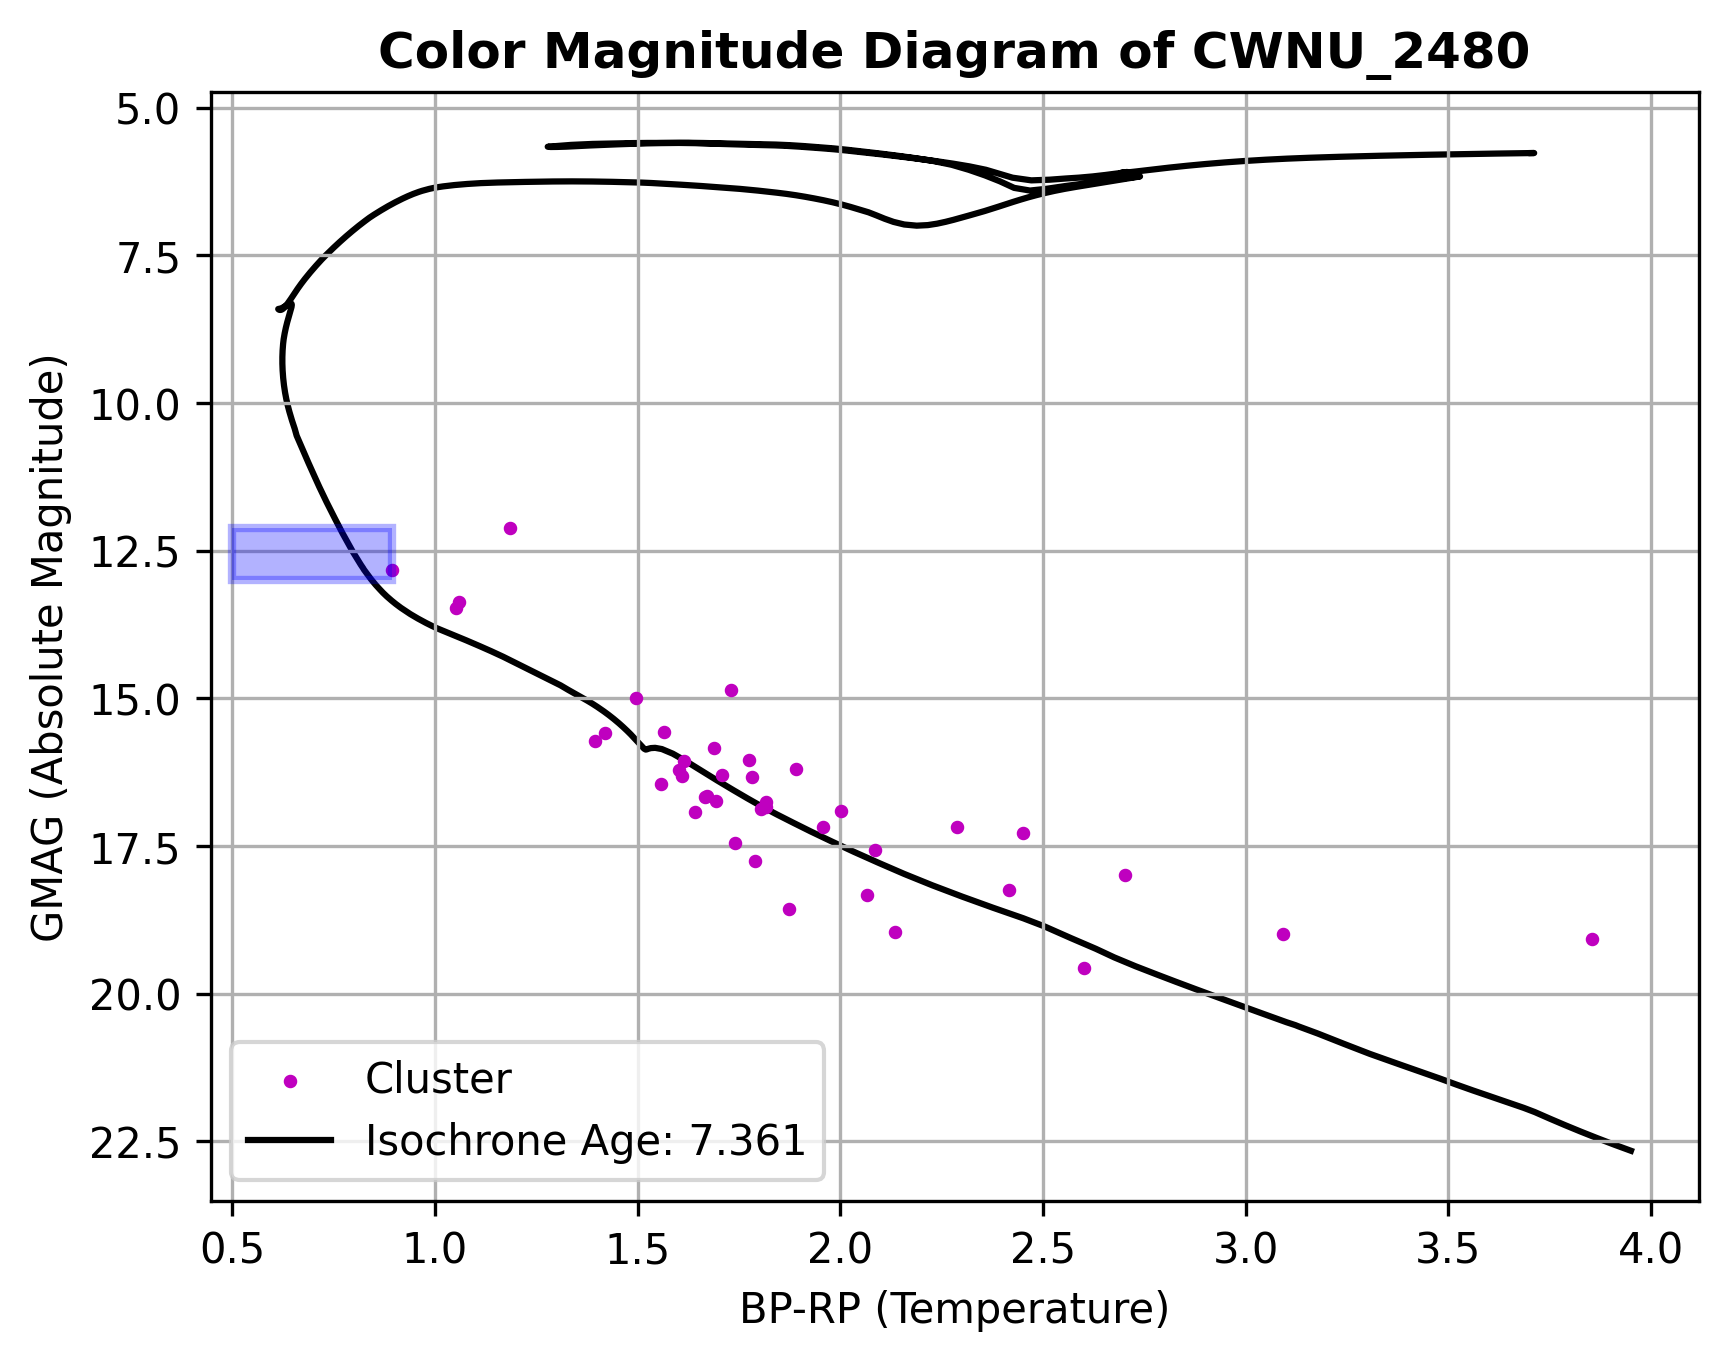 Color Magnitude Diagram of CWNU_2480
GMAG (Absolute Magnitude)
5.0
7.5
10.0
12.5
15.0
17.5
20.0
22.5
Cluster
Isochrone Age: 7.361
0.5 1.0 1.5 2.0 2.5 3.0 3.5 4.0
BP-RP (Temperature)